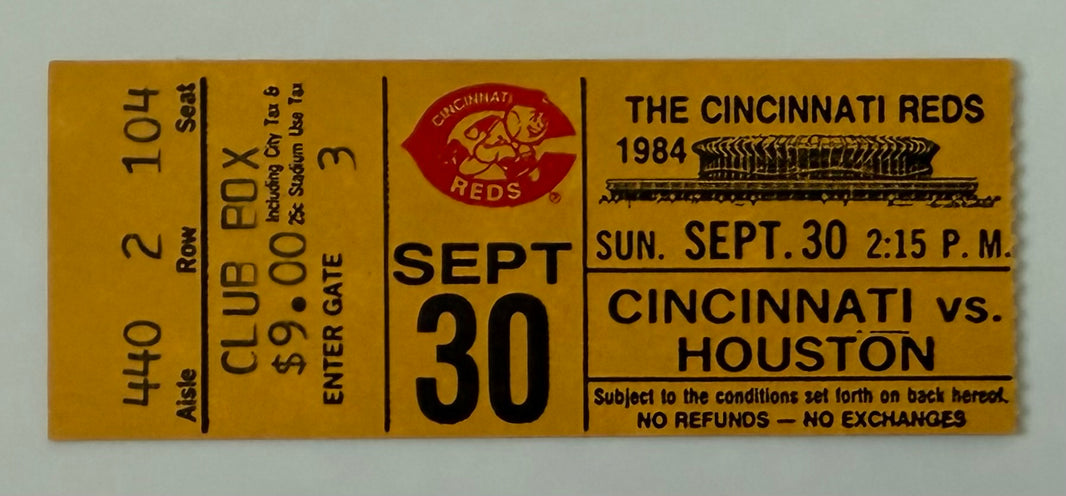 440 2 104
Aisle Row Seat
CLUB BOX
$9.00 Including City Tax &
25c Stadium Use Tax
ENTER GATE 3
CINCINNATI
REDS
®
SEPT
30
THE CINCINNATI REDS
1984
SUN. SEPT. 30 2:15 P. M.
CINCINNATI vs.
HOUSTON
Subject to the conditions set forth on back hereof.
NO REFUNDS — NO EXCHANGES